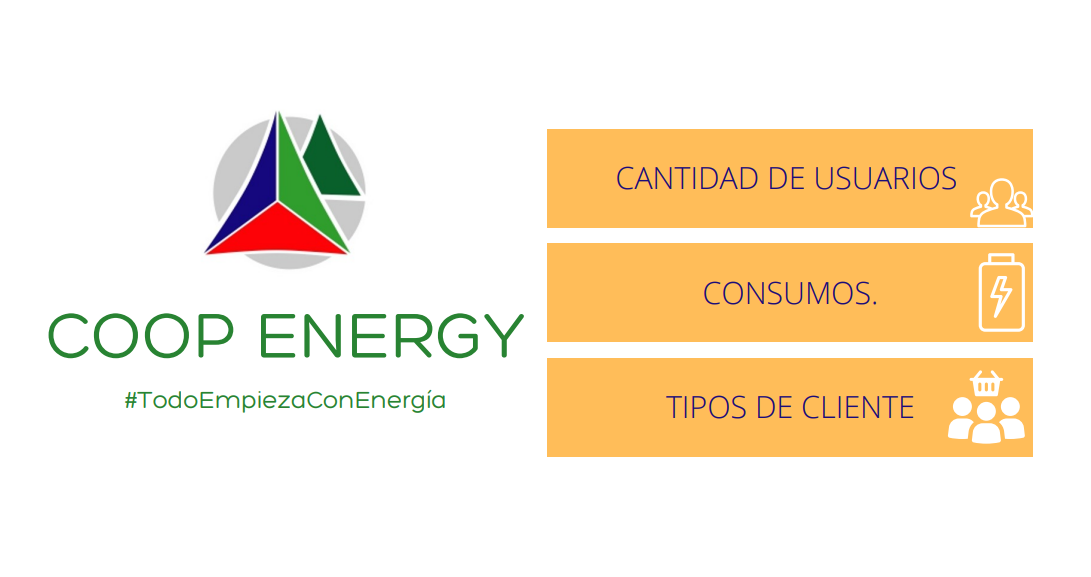 COOP ENERGY
#TodoEmpiezaConEnergía
CANTIDAD DE USUARIOS
CONSUMOS.
TIPOS DE CLIENTE